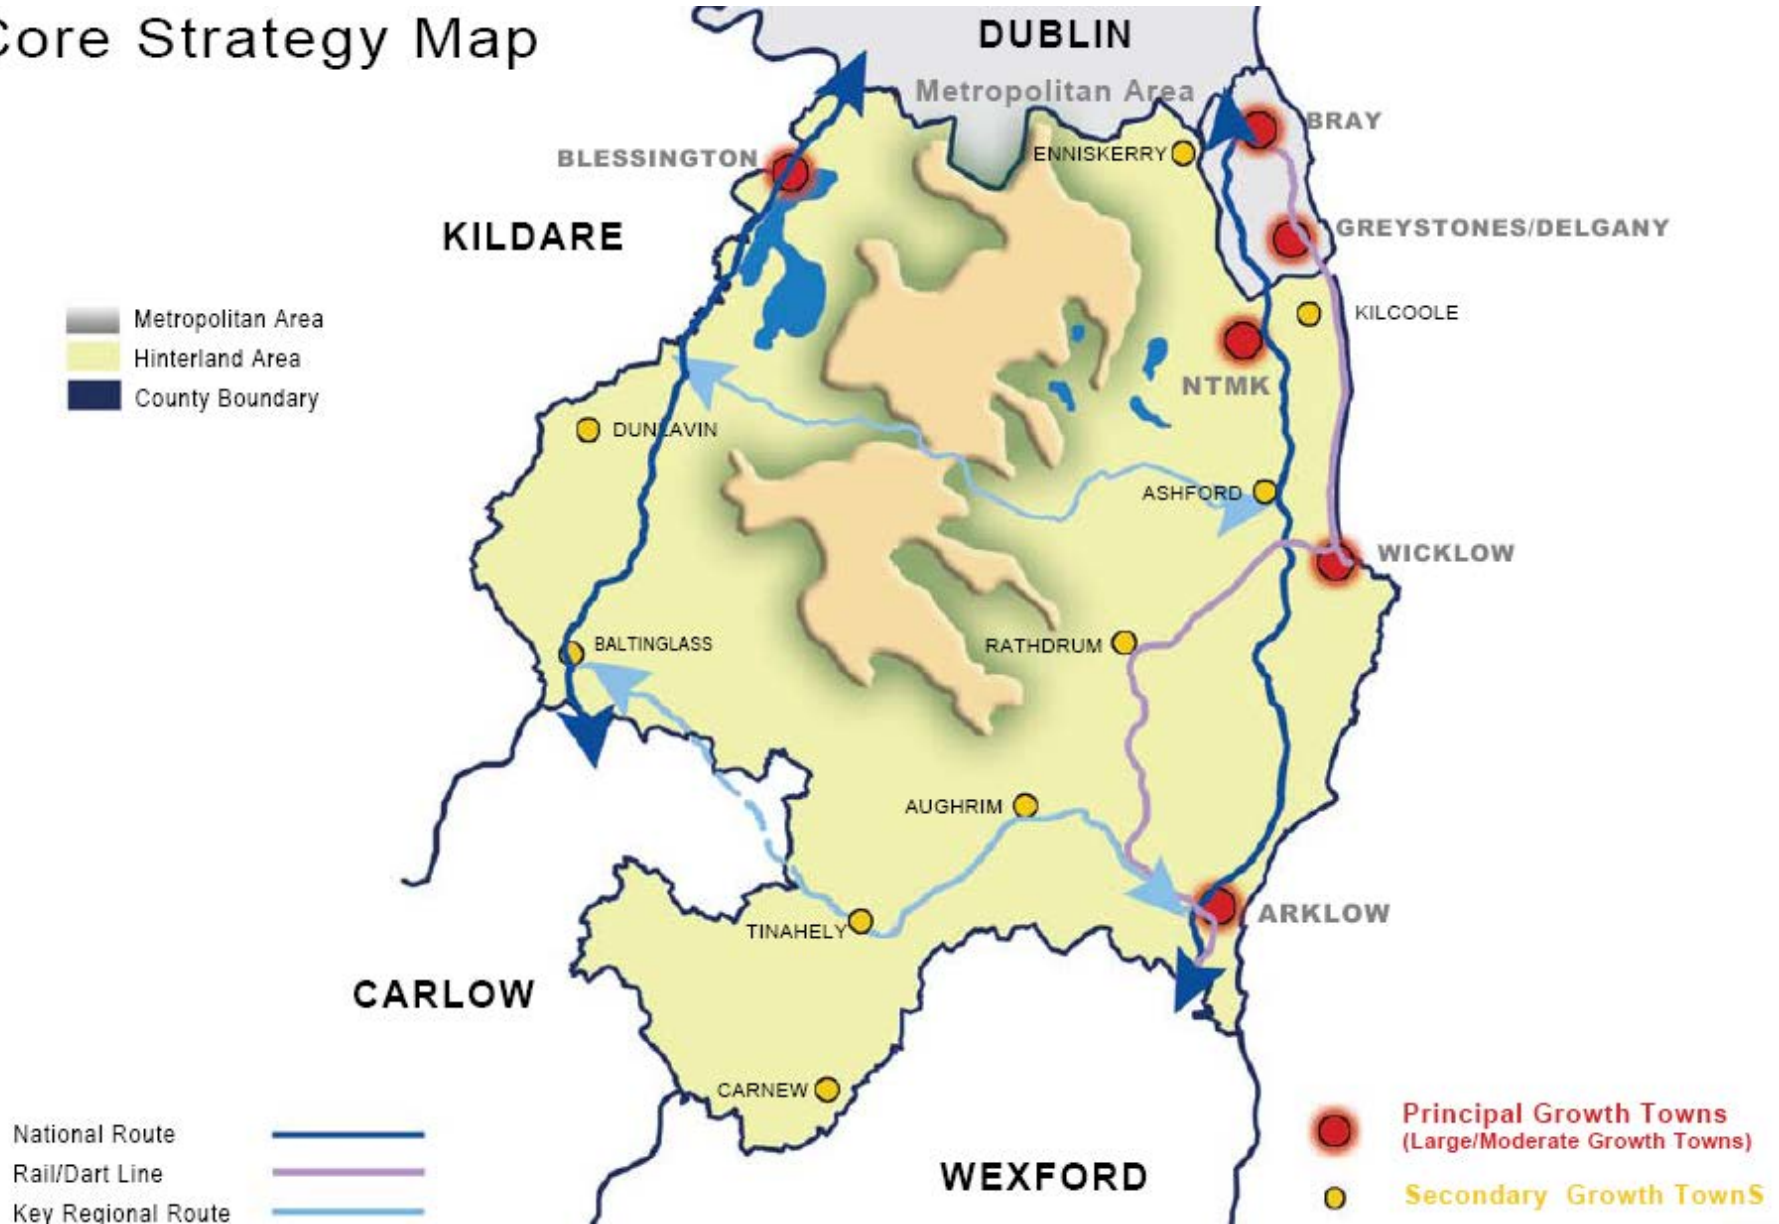 Core Strategy Map
DUBLIN
Metropolitan Area
BRAY
ENNISKERRY
BLESSINGTON
KILDARE
GREYSTONES/DELGANY
KILCOOLE
Metropolitan Area
Hinterland Area
County Boundary
NTMK
DUNLAVIN
ASHFORD
WICKLOW
BALTINGLASS
RATHDRUM
AUGHRIM
ARKLOW
TINAHELY
CARLOW
CARNEW
WEXFORD
National Route
Rail/Dart Line
Key Regional Route
Principal Growth Towns
(Large/Moderate Growth Towns)
Secondary Growth TownS